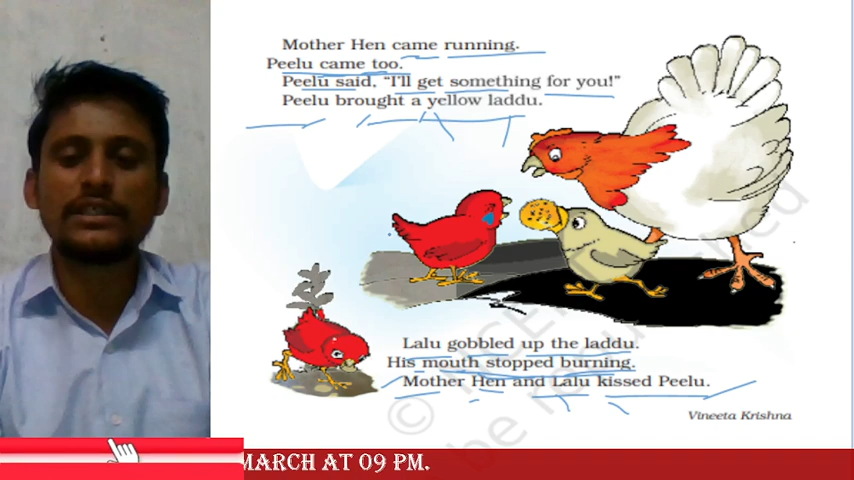 Mother Hen came running.
Peelu came too.
Peelu said, "I'll get something for you!"
Peelu brought a yellow laddu.
Lalu gobbled up the laddu.
His mouth stopped burning.
Mother Hen and Lalu kissed Peelu.
Vineeta Krishna
MARCH AT 09 PM.